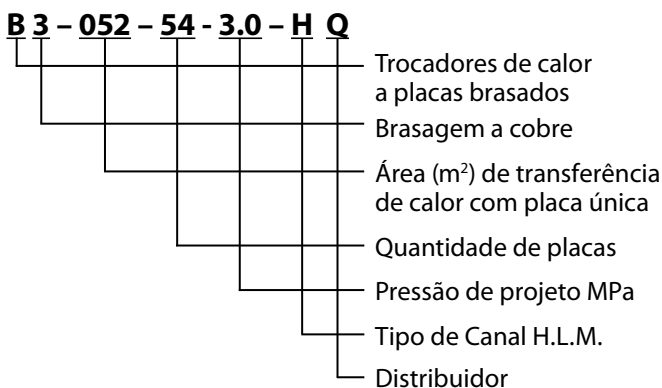 B 3 – 052 – 54 - 3.0 – H Q
Trocadores de calor
a placas brasados
Brasagem a cobre
Área (m²) de transferência
de calor com placa única
Quantidade de placas
Pressão de projeto MPa
Tipo de Canal H.L.M.
Distribuidor